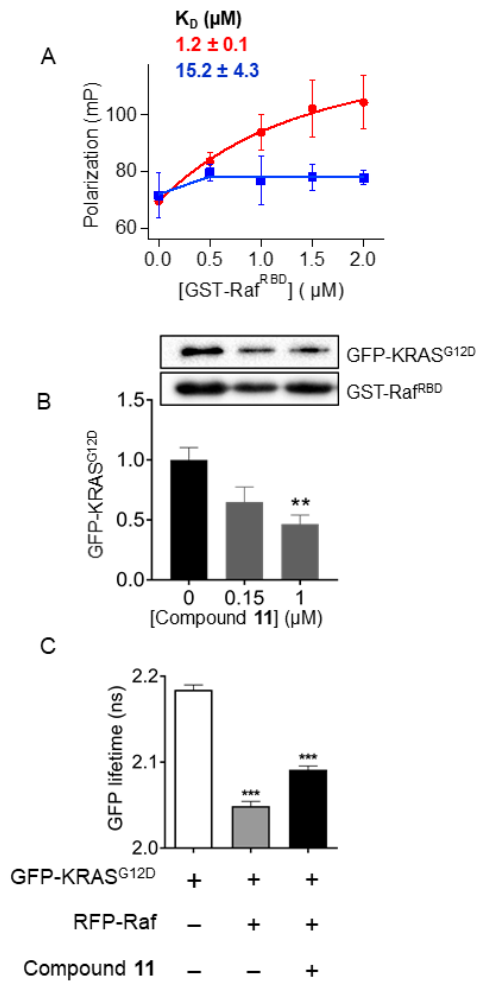 K_D (µM)
1.2 ± 0.1
15.2 ± 4.3
A
Polarization (mP)
100
80
60
0.0 0.5 1.0 1.5 2.0
[GST-Raf^RBD] ( µM)
GFP-KRAS^G12D
GST-Raf^RBD
B
GFP-KRAS^G12D
1.5
1.0
0.5
0.0
**
0 0.15 1
[Compound 11] (µM)
C
GFP lifetime (ns)
2.2
2.1
2.0
*** ***
GFP-KRAS^G12D + + +
RFP-Raf – + +
Compound 11 – – +